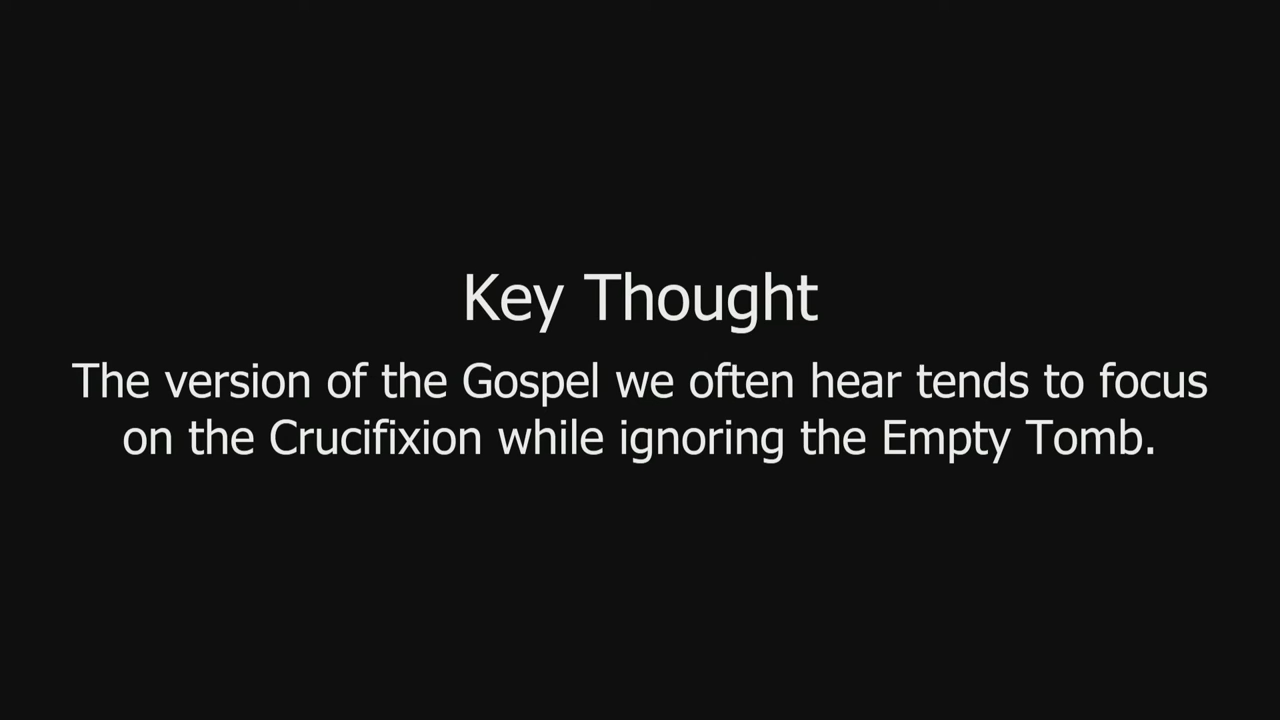 Key Thought
The version of the Gospel we often hear tends to focus
on the Crucifixion while ignoring the Empty Tomb.